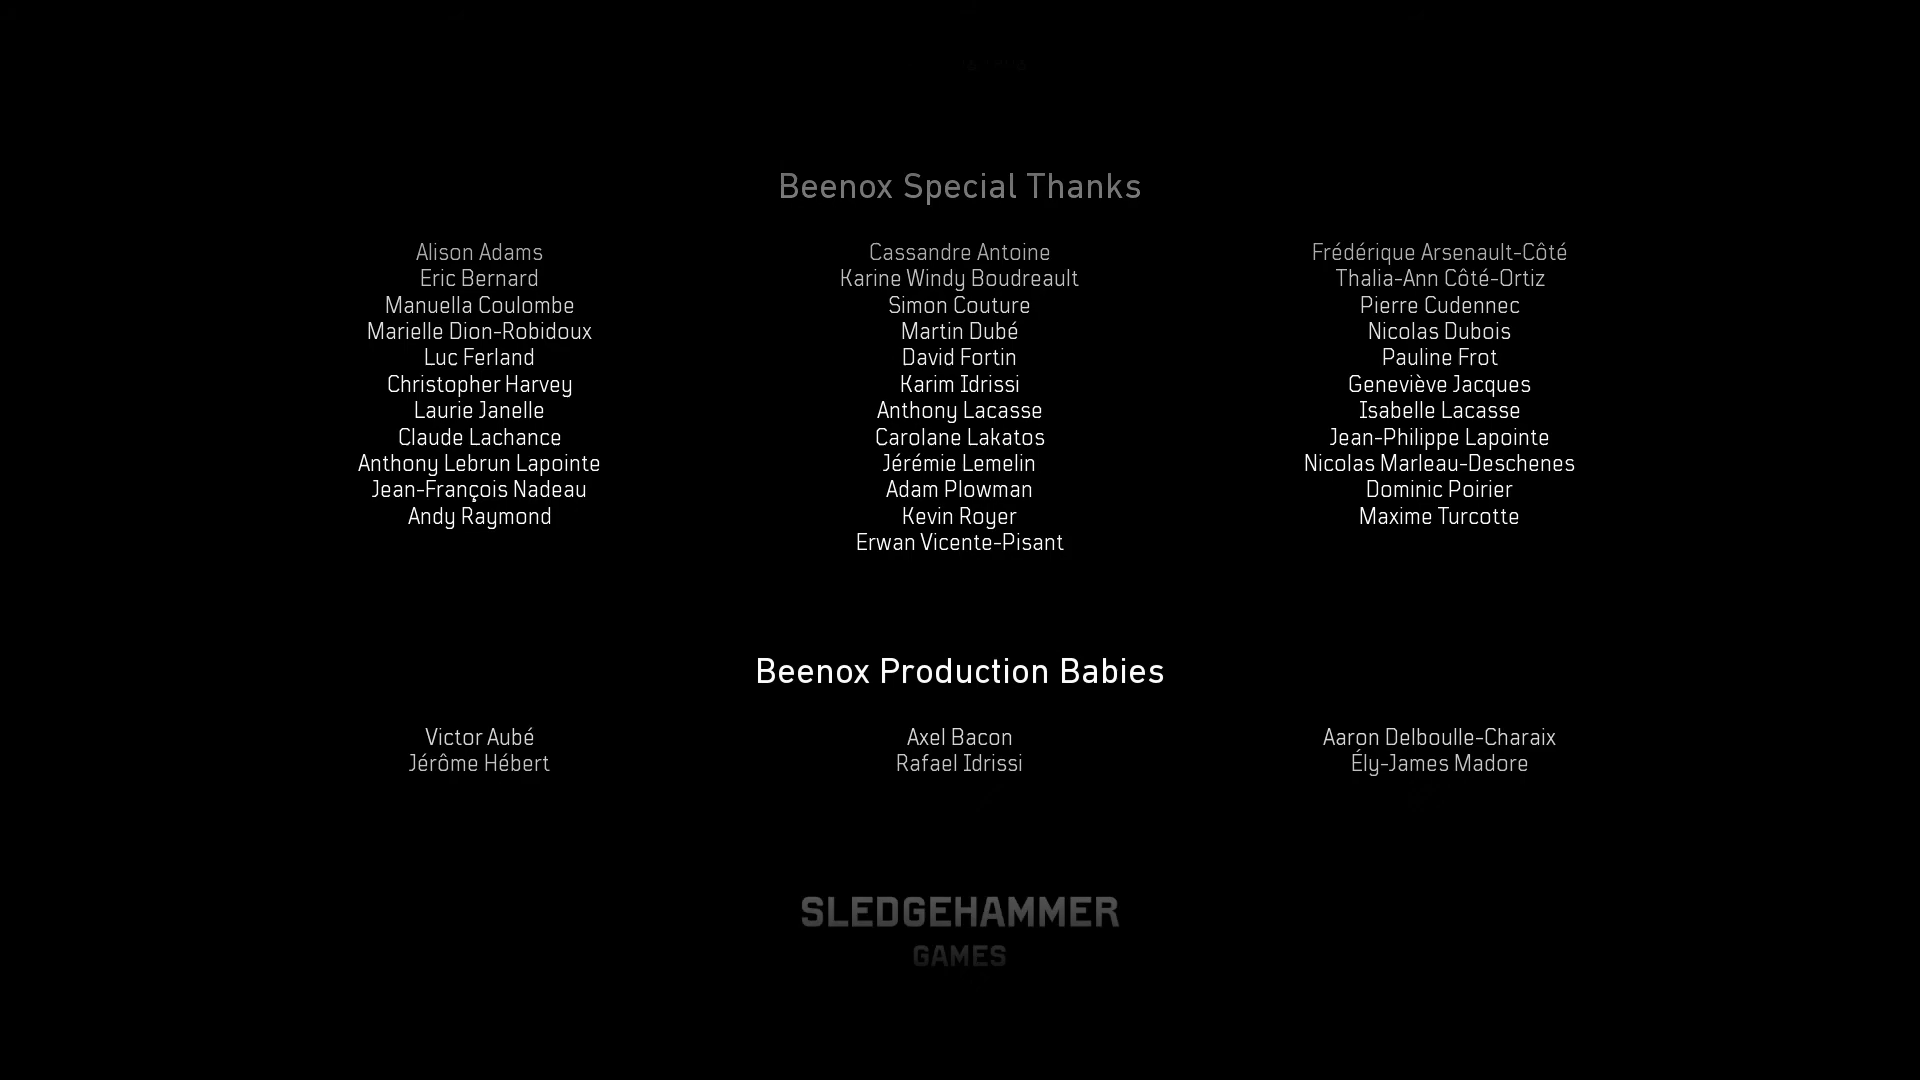 Beenox Special Thanks
Alison Adams Cassandre Antoine Frédérique Arsenault-Côté
Eric Bernard Karine Windy Boudreault Thalia-Ann Côté-Ortiz
Manuella Coulombe Simon Couture Pierre Cudennec
Marielle Dion-Robidoux Martin Dubé Nicolas Dubois
Luc Ferland David Fortin Pauline Frot
Christopher Harvey Karim Idrissi Geneviève Jacques
Laurie Janelle Anthony Lacasse Isabelle Lacasse
Claude Lachance Carolane Lakatos Jean-Philippe Lapointe
Anthony Lebrun Lapointe Jérémie Lemelin Nicolas Marleau-Deschenes
Jean-François Nadeau Adam Plowman Dominic Poirier
Andy Raymond Kevin Royer Maxime Turcotte
Erwan Vicente-Pisant
Beenox Production Babies
Victor Aubé Axel Bacon Aaron Delboulle-Charaix
Jérôme Hébert Rafael Idrissi Ély-James Madore
SLEDGEHAMMER
GAMES